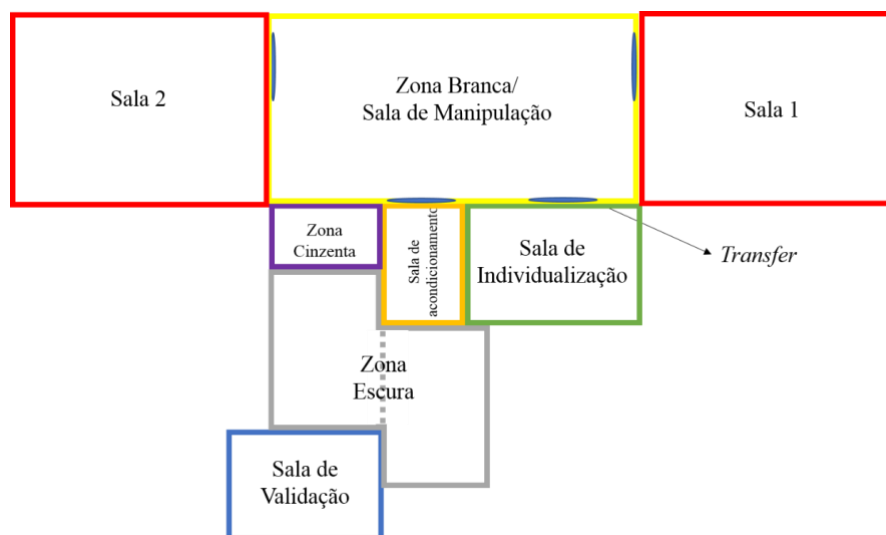 Sala 2
Zona Branca/
Sala de Manipulação
Sala 1
Zona
Cinzenta
Sala de
acondicionamento
Sala de
Individualização
Transfer
Zona
Escura
Sala de
Validação